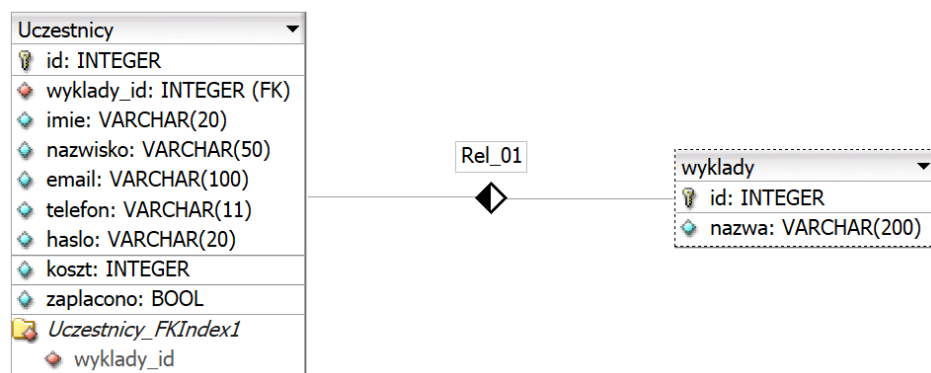 Uczestnicy
id: INTEGER
wyklady_id: INTEGER (FK)
imie: VARCHAR(20)
nazwisko: VARCHAR(50)
email: VARCHAR(100)
telefon: VARCHAR(11)
haslo: VARCHAR(20)
koszt: INTEGER
zaplacono: BOOL
Uczestnicy_FKIndex1
wyklady_id
Rel_01
wyklady
id: INTEGER
nazwa: VARCHAR(200)